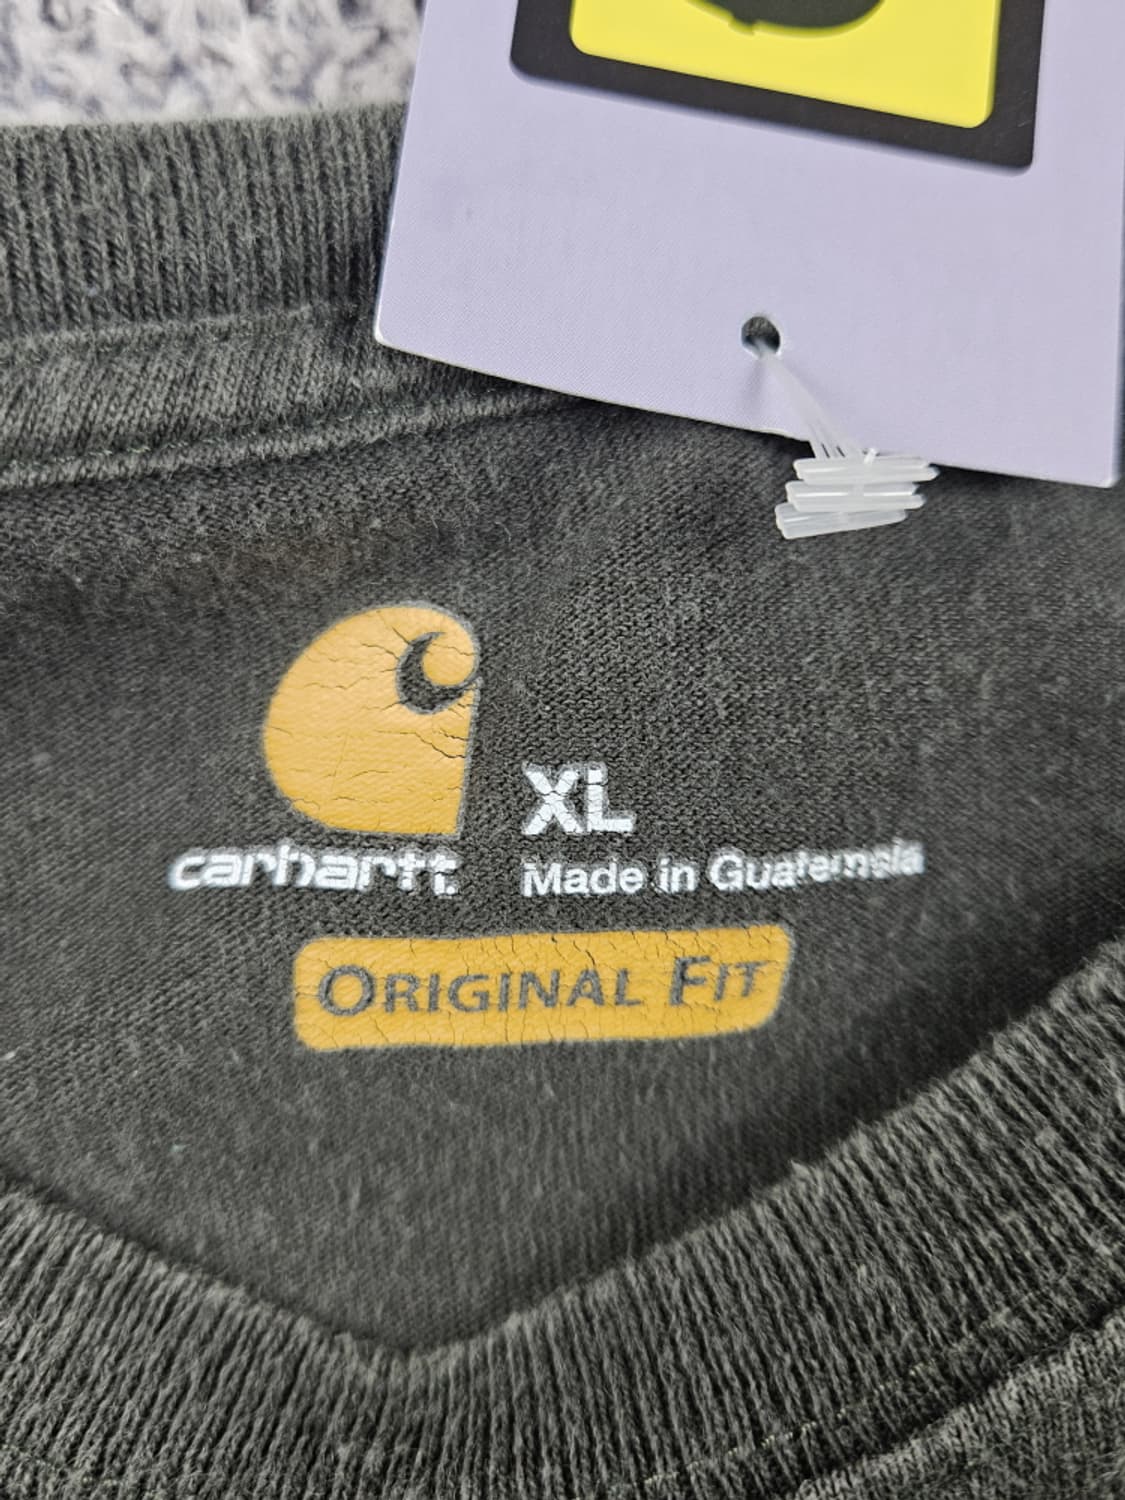 XL
carhartt.
Made in Guatemala
ORIGINAL FIT